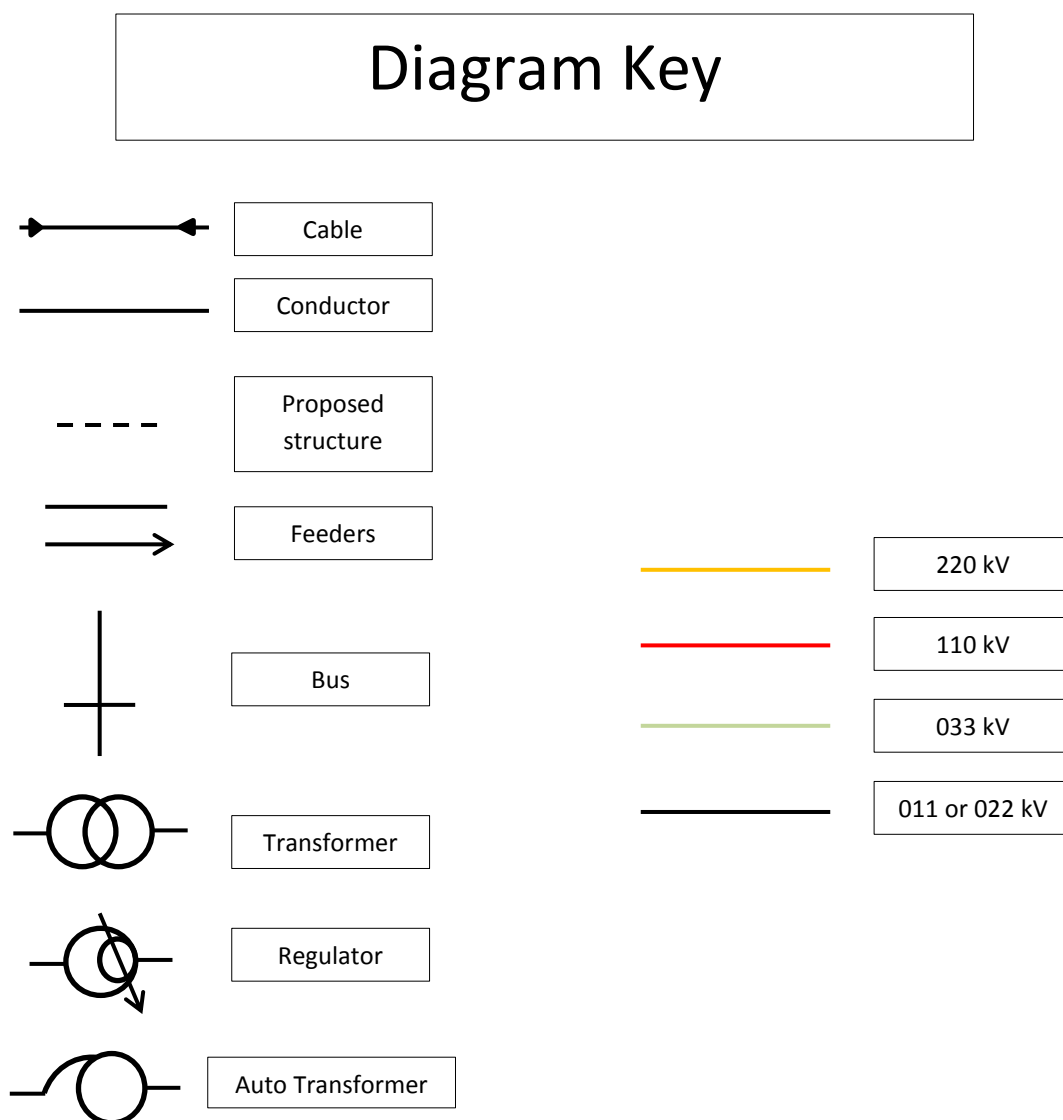 Diagram Key
Cable
Conductor
Proposed
structure
Feeders
Bus
Transformer
Regulator
Auto Transformer
220 kV
110 kV
033 kV
011 or 022 kV